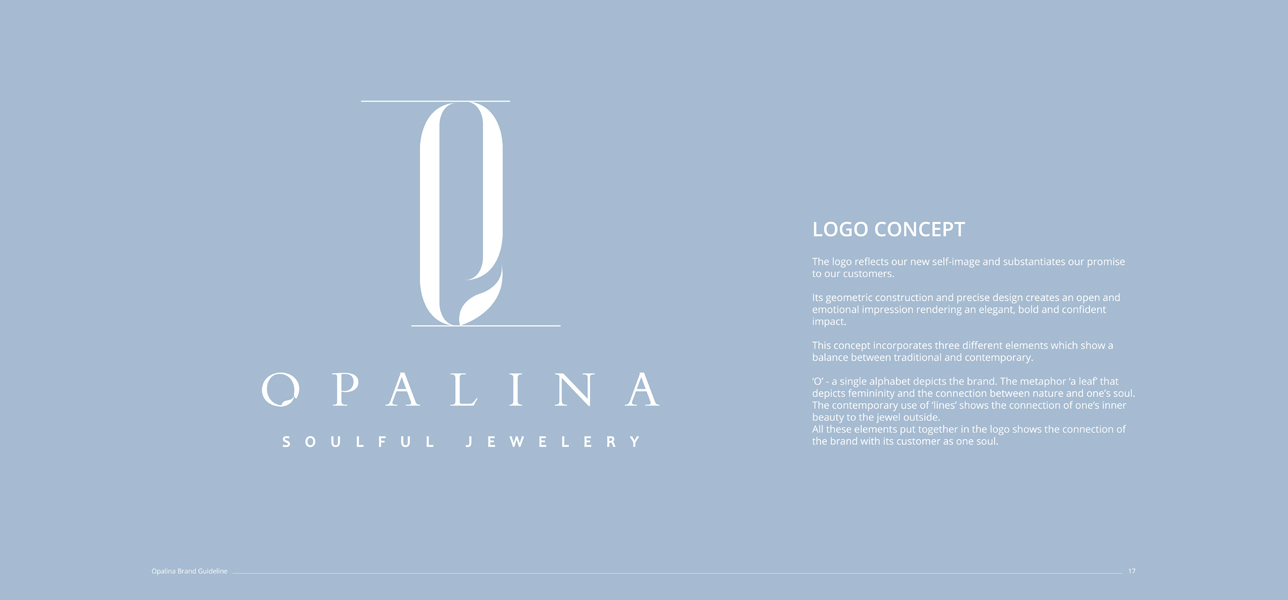 O
OPALINA
SOULFUL JEWELERY
LOGO CONCEPT
The logo reflects our new self-image and substantiates our promise
to our customers.
Its geometric construction and precise design creates an open and
emotional impression rendering an elegant, bold and confident
impact.
This concept incorporates three different elements which show a
balance between traditional and contemporary.
‘O’ - a single alphabet depicts the brand. The metaphor ‘a leaf’ that
depicts femininity and the connection between nature and one’s soul.
The contemporary use of ‘lines’ shows the connection of one’s inner
beauty to the jewel outside.
All these elements put together in the logo shows the connection of
the brand with its customer as one soul.
Opalina Brand Guideline 17